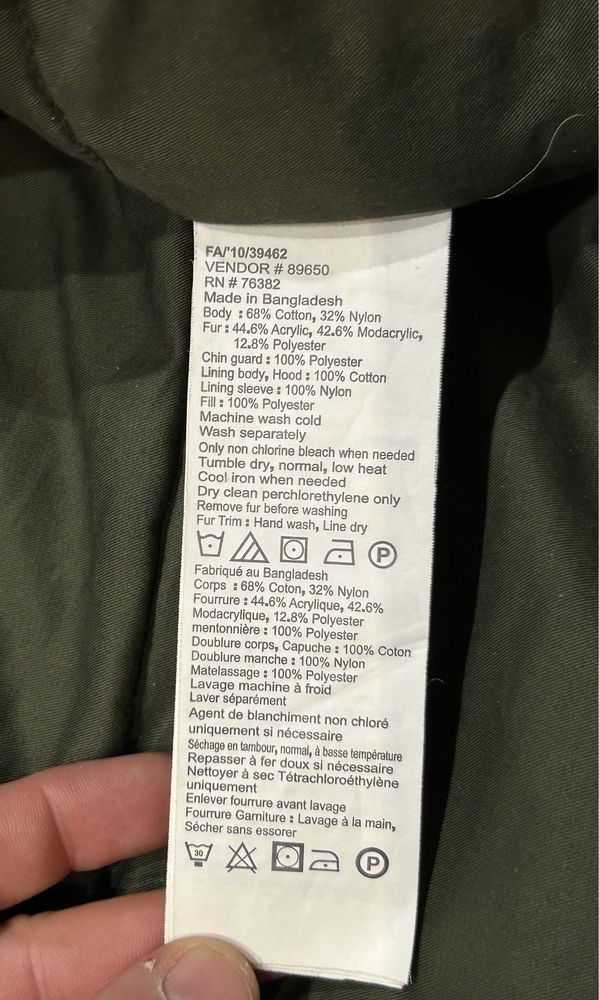 FA/'10/39462
VENDOR # 89650
RN # 76382
Made in Bangladesh
Body : 68% Cotton, 32% Nylon
Fur : 44.6% Acrylic, 42.6% Modacrylic,
12.8% Polyester
Chin guard : 100% Polyester
Lining body, Hood : 100% Cotton
Lining sleeve : 100% Nylon
Fill : 100% Polyester
Machine wash cold
Wash separately
Only non chlorine bleach when needed
Tumble dry, normal, low heat
Cool iron when needed
Dry clean perchlorethylene only
Remove fur before washing
Fur Trim : Hand wash, Line dry
P
Fabriqué au Bangladesh
Corps : 68% Coton, 32% Nylon
Fourrure : 44.6% Acrylique, 42.6%
Modacrylique, 12.8% Polyester
mentonnière : 100% Polyester
Doublure corps, Capuche : 100% Coton
Doublure manche : 100% Nylon
Matelassage : 100% Polyester
Lavage machine à froid
Laver séparément
Agent de blanchiment non chloré
uniquement si nécessaire
Séchage en tambour, normal, à basse température
Repasser à fer doux si nécessaire
Nettoyer à sec Tétrachloroéthylène
uniquement
Enlever fourrure avant lavage
Fourrure Garniture : Lavage à la main,
Sécher sans essorer
30 P